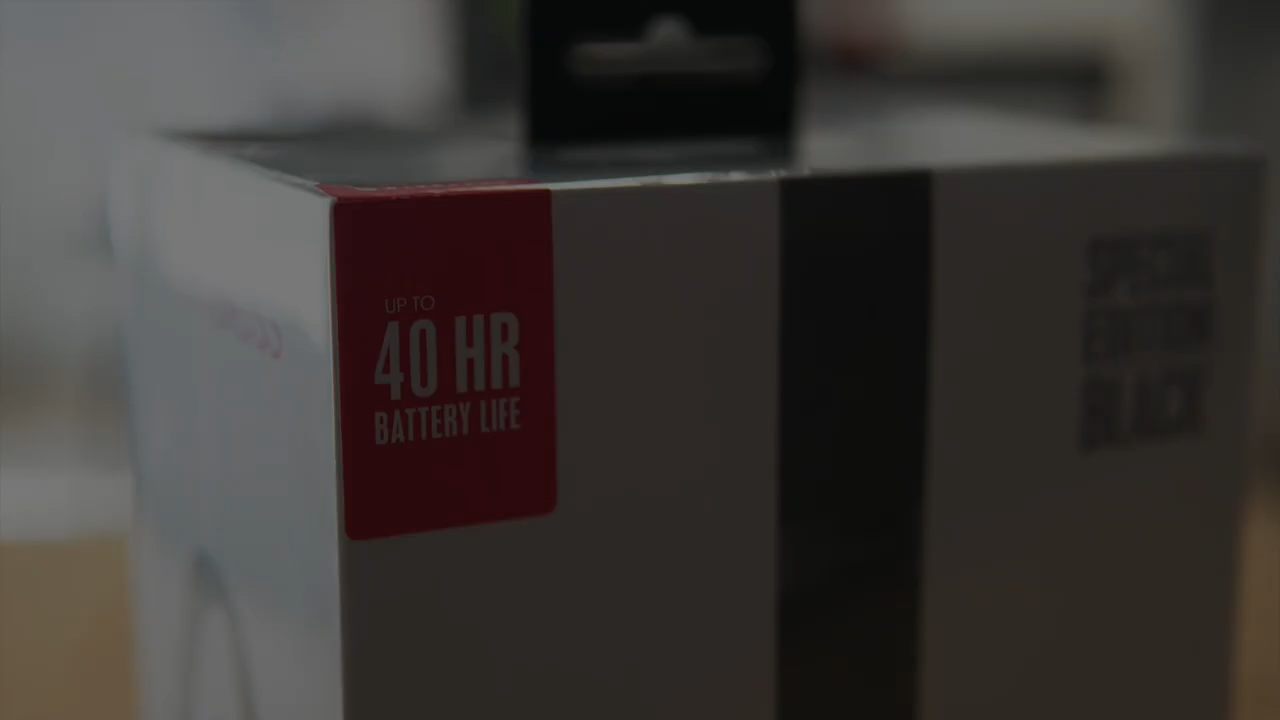 UP TO
40 HR
BATTERY LIFE
SPECIAL
EDITION
BLACK